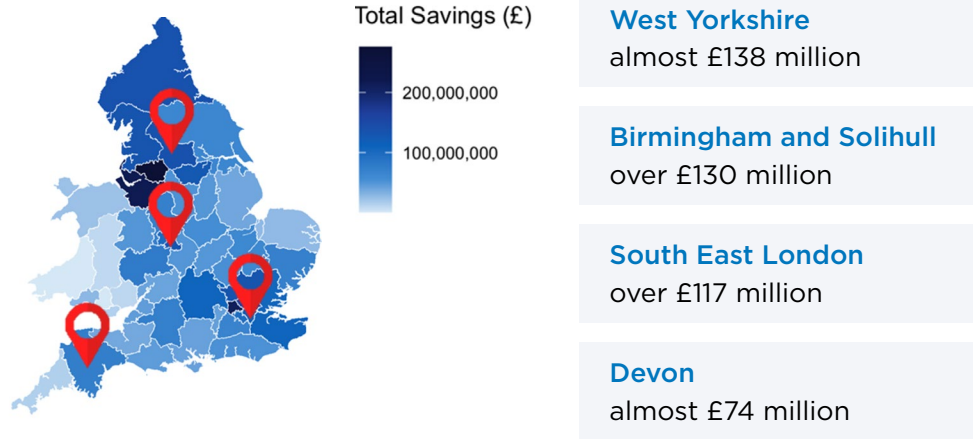 Total Savings (£)
200,000,000
100,000,000
West Yorkshire
almost £138 million
Birmingham and Solihull
over £130 million
South East London
over £117 million
Devon
almost £74 million